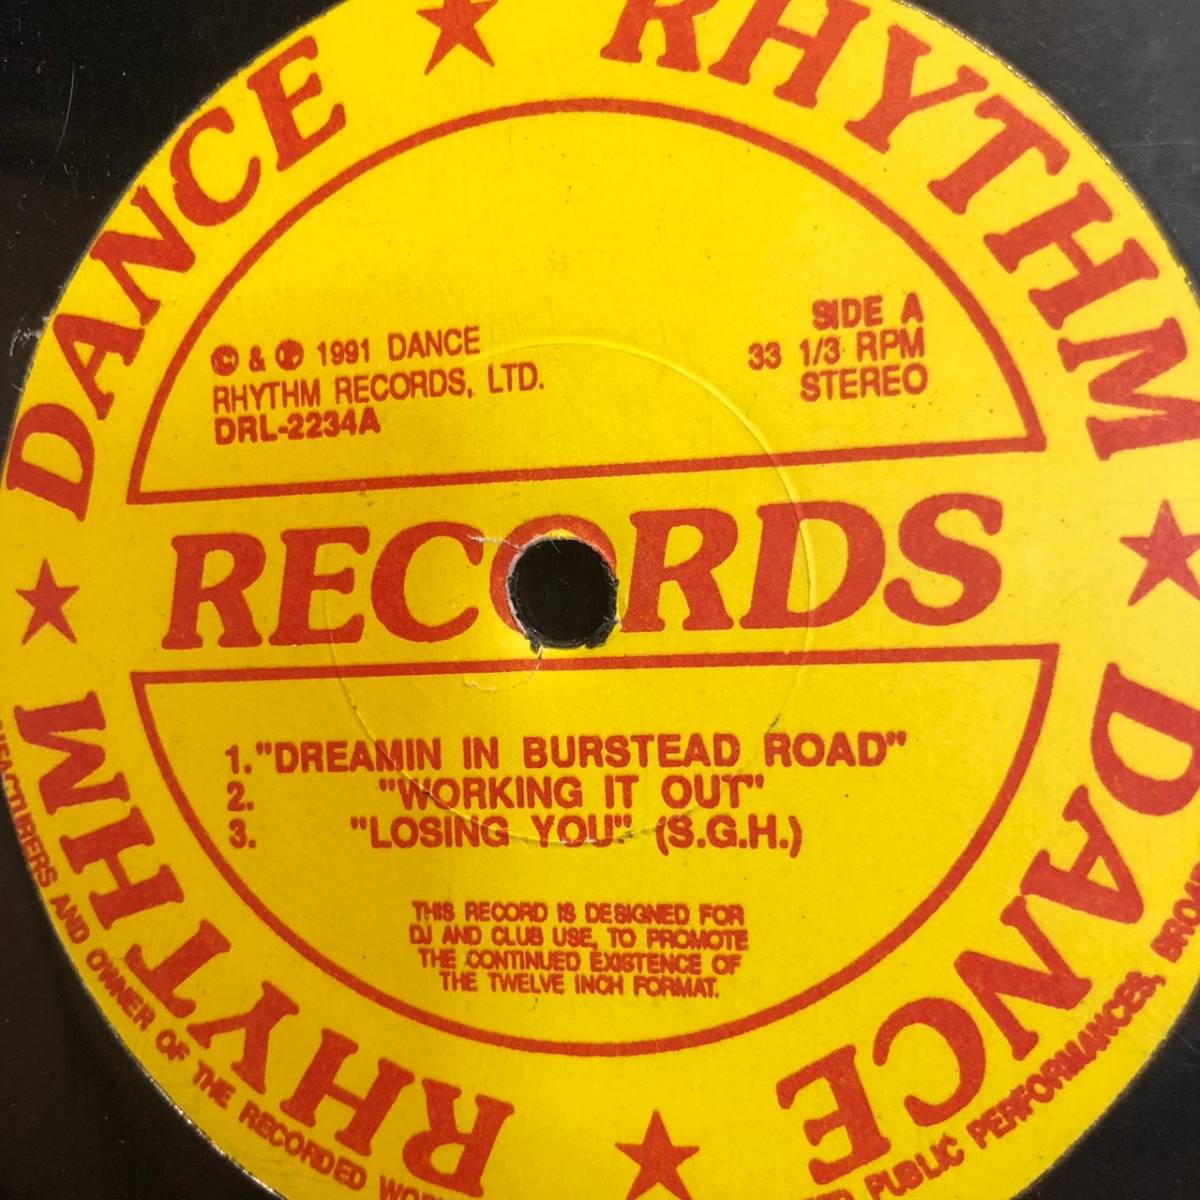 DANCE ★ RHYTHM ★ DANCE ★ RHYTHM ★
© & ℗ 1991 DANCE
RHYTHM RECORDS, LTD.
DRL-2234A
SIDE A
33 1/3 RPM
STEREO
RECORDS
1. "DREAMIN IN BURSTEAD ROAD"
2. "WORKING IT OUT"
3. "LOSING YOU" (S.G.H.)
THIS RECORD IS DESIGNED FOR
DJ AND CLUB USE, TO PROMOTE
THE CONTINUED EXISTENCE OF
THE TWELVE INCH FORMAT.
AND OWNER OF THE RECORDED
PUBLIC PERFORMANCES,